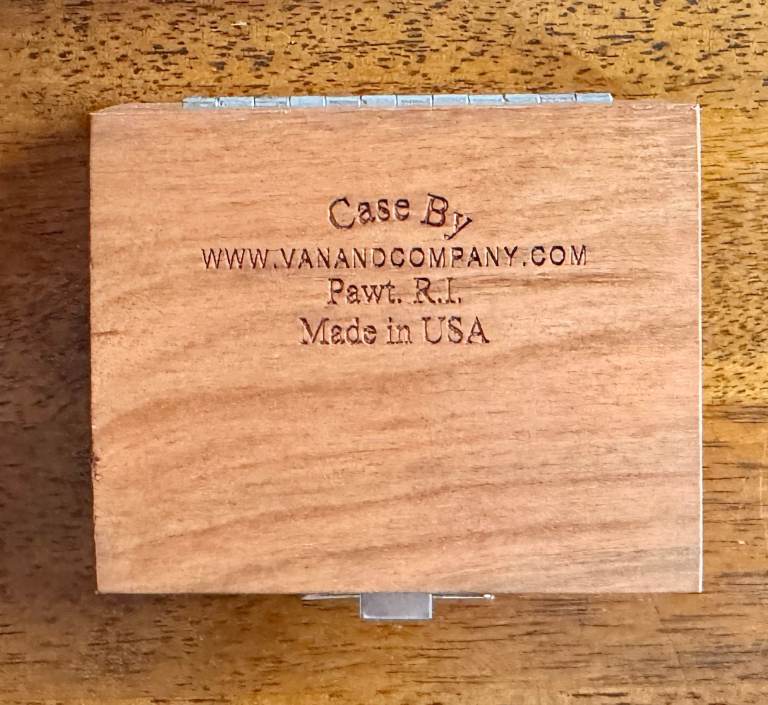 Case By
WWW.VANANDCOMPANY.COM
Pawt. R.I.
Made in USA